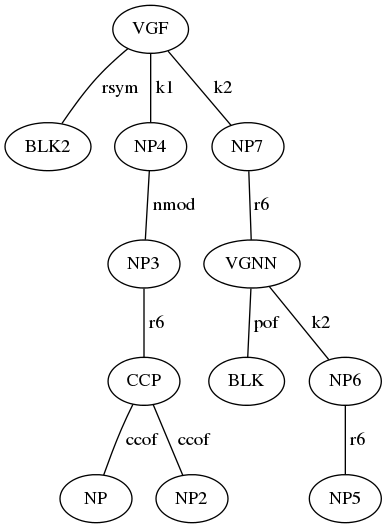 VGF
rsym k1 k2
BLK2 NP4 NP7
nmod r6
NP3 VGNN
r6 pof k2
CCP BLK NP6
ccof ccof r6
NP NP2 NP5